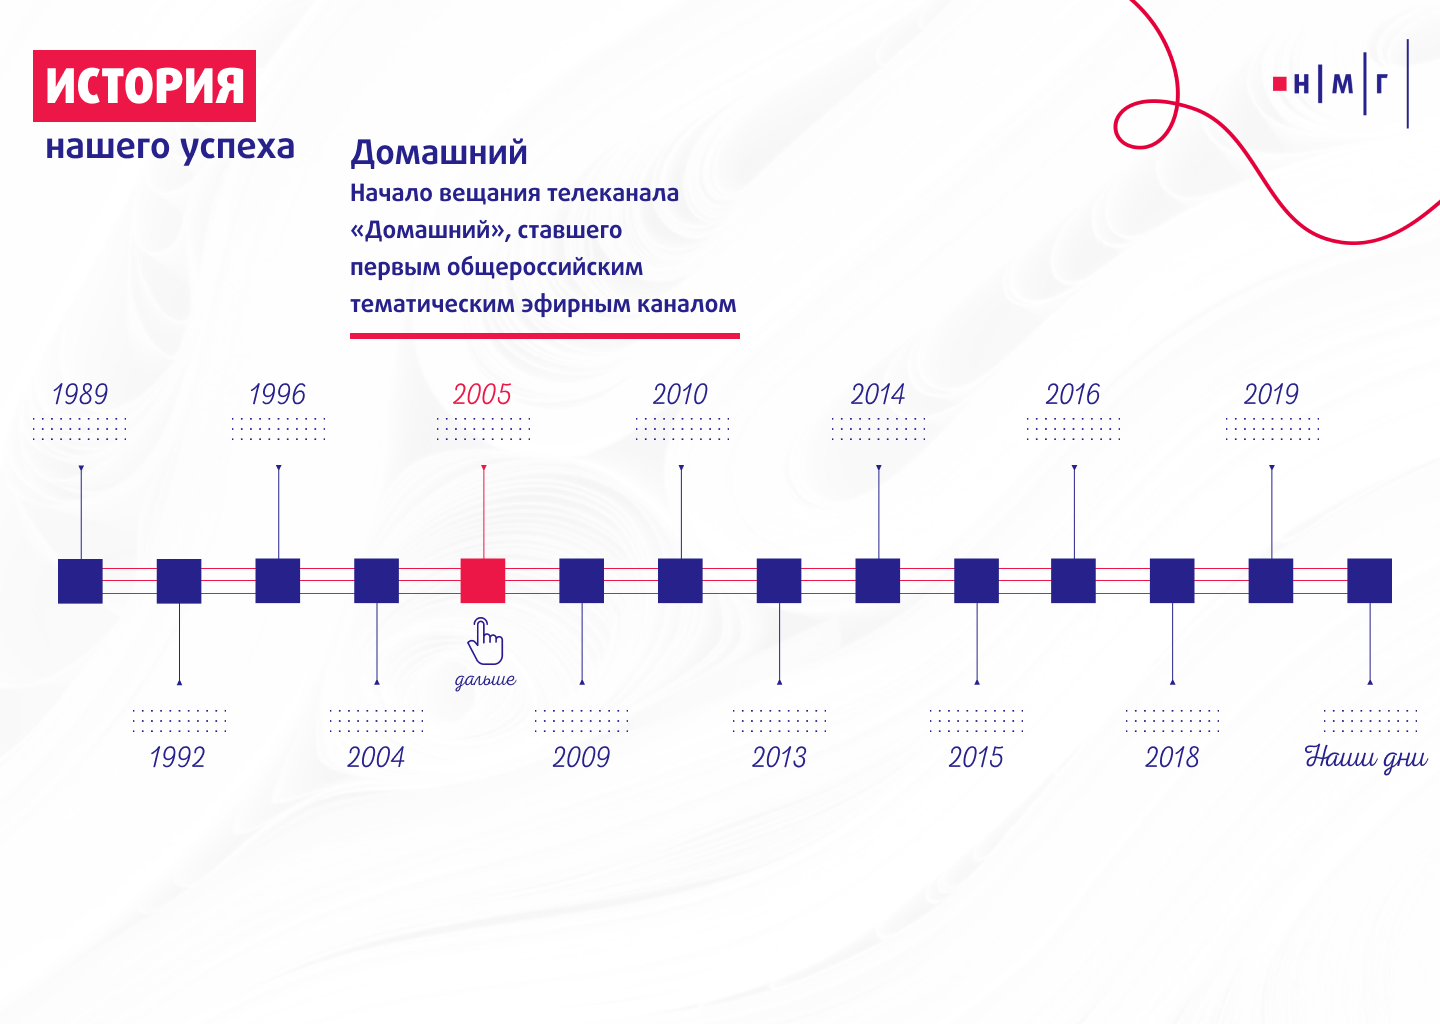 ИСТОРИЯ
нашего успеха
н|м|г|
Домашний
Начало вещания телеканала
«Домашний», ставшего
первым общероссийским
тематическим эфирным каналом
1989
1996
2005
2010
2014
2016
2019
дальше
1992
2004
2009
2013
2015
2018
Наши дни